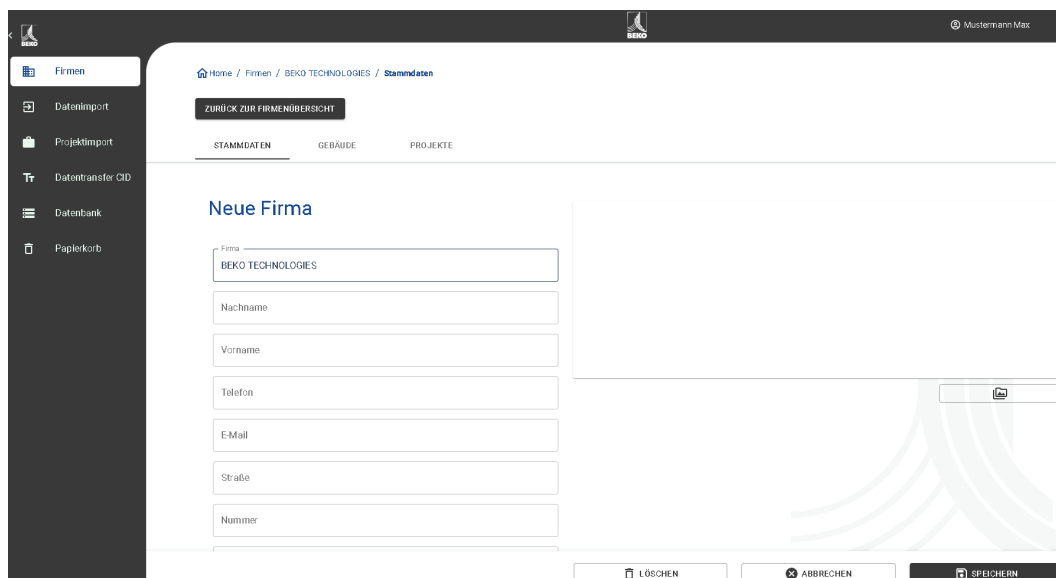 BEKO
BEKO
Mustermann Max
Firmen
Datenimport
Projektimport
Datentransfer CID
Datenbank
Papierkorb
Home / Firmen / BEKO TECHNOLOGIES / Stammdaten
ZURÜCK ZUR FIRMENÜBERSICHT
STAMMDATEN GEBÄUDE PROJEKTE
Neue Firma
Firma
BEKO TECHNOLOGIES
Nachname
Vorname
Telefon
E-Mail
Straße
Nummer
LÖSCHEN ABBRECHEN SPEICHERN